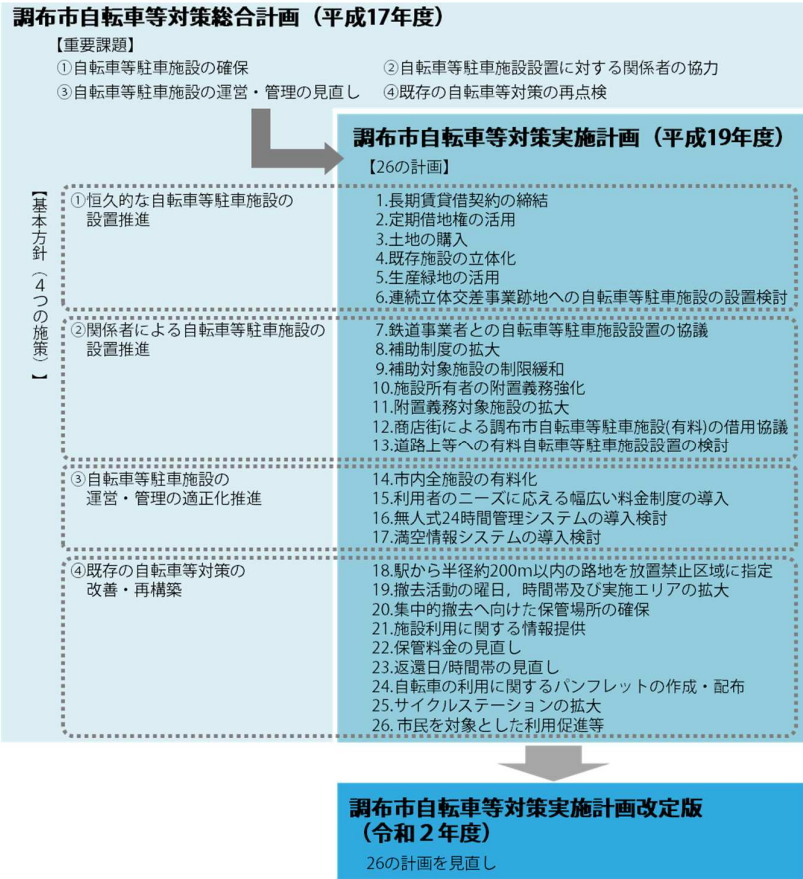 調布市自転車等対策総合計画（平成17年度）
【重要課題】
①自転車等駐車施設の確保
②自転車等駐車施設設置に対する関係者の協力
③自転車等駐車施設の運営・管理の見直し
④既存の自転車等対策の再点検
調布市自転車等対策実施計画（平成19年度）
【26の計画】
【基本方針（４つの施策）】
①恒久的な自転車等駐車施設の
設置推進
1.長期賃貸借契約の締結
2.定期借地権の活用
3.土地の購入
4.既存施設の立体化
5.生産緑地の活用
6.連続立体交差事業跡地への自転車等駐車施設の設置検討
②関係者による自転車等駐車施設の
設置推進
7.鉄道事業者との自転車等駐車施設設置の協議
8.補助制度の拡大
9.補助対象施設の制限緩和
10.施設所有者の附置義務強化
11.附置義務対象施設の拡大
12.商店街による調布市自転車等駐車施設(有料)の借用協議
13.道路上等への有料自転車等駐車施設設置の検討
③自転車等駐車施設の
運営・管理の適正化推進
14.市内全施設の有料化
15.利用者のニーズに応える幅広い料金制度の導入
16.無人式24時間管理システムの導入検討
17.満空情報システムの導入検討
④既存の自転車等対策の
改善・再構築
18.駅から半径約200m以内の路地を放置禁止区域に指定
19.撤去活動の曜日，時間帯及び実施エリアの拡大
20.集中的撤去へ向けた保管場所の確保
21.施設利用に関する情報提供
22.保管料金の見直し
23.返還日/時間帯の見直し
24.自転車の利用に関するパンフレットの作成・配布
25.サイクルステーションの拡大
26.市民を対象とした利用促進等
調布市自転車等対策実施計画改定版
（令和２年度）
26の計画を見直し